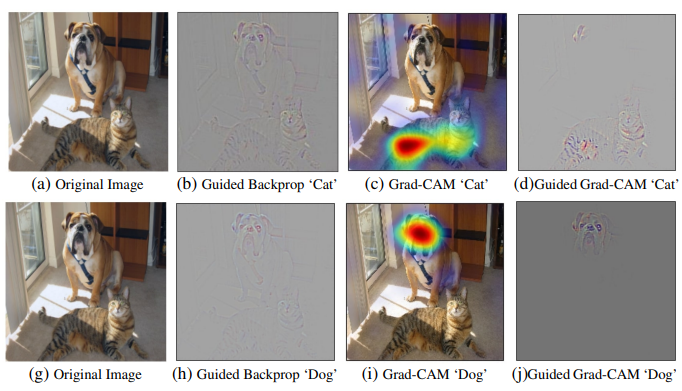 (a) Original Image
(b) Guided Backprop ‘Cat’
(c) Grad-CAM ‘Cat’
(d)Guided Grad-CAM ‘Cat’
(g) Original Image
(h) Guided Backprop ‘Dog’
(i) Grad-CAM ‘Dog’
(j)Guided Grad-CAM ‘Dog’